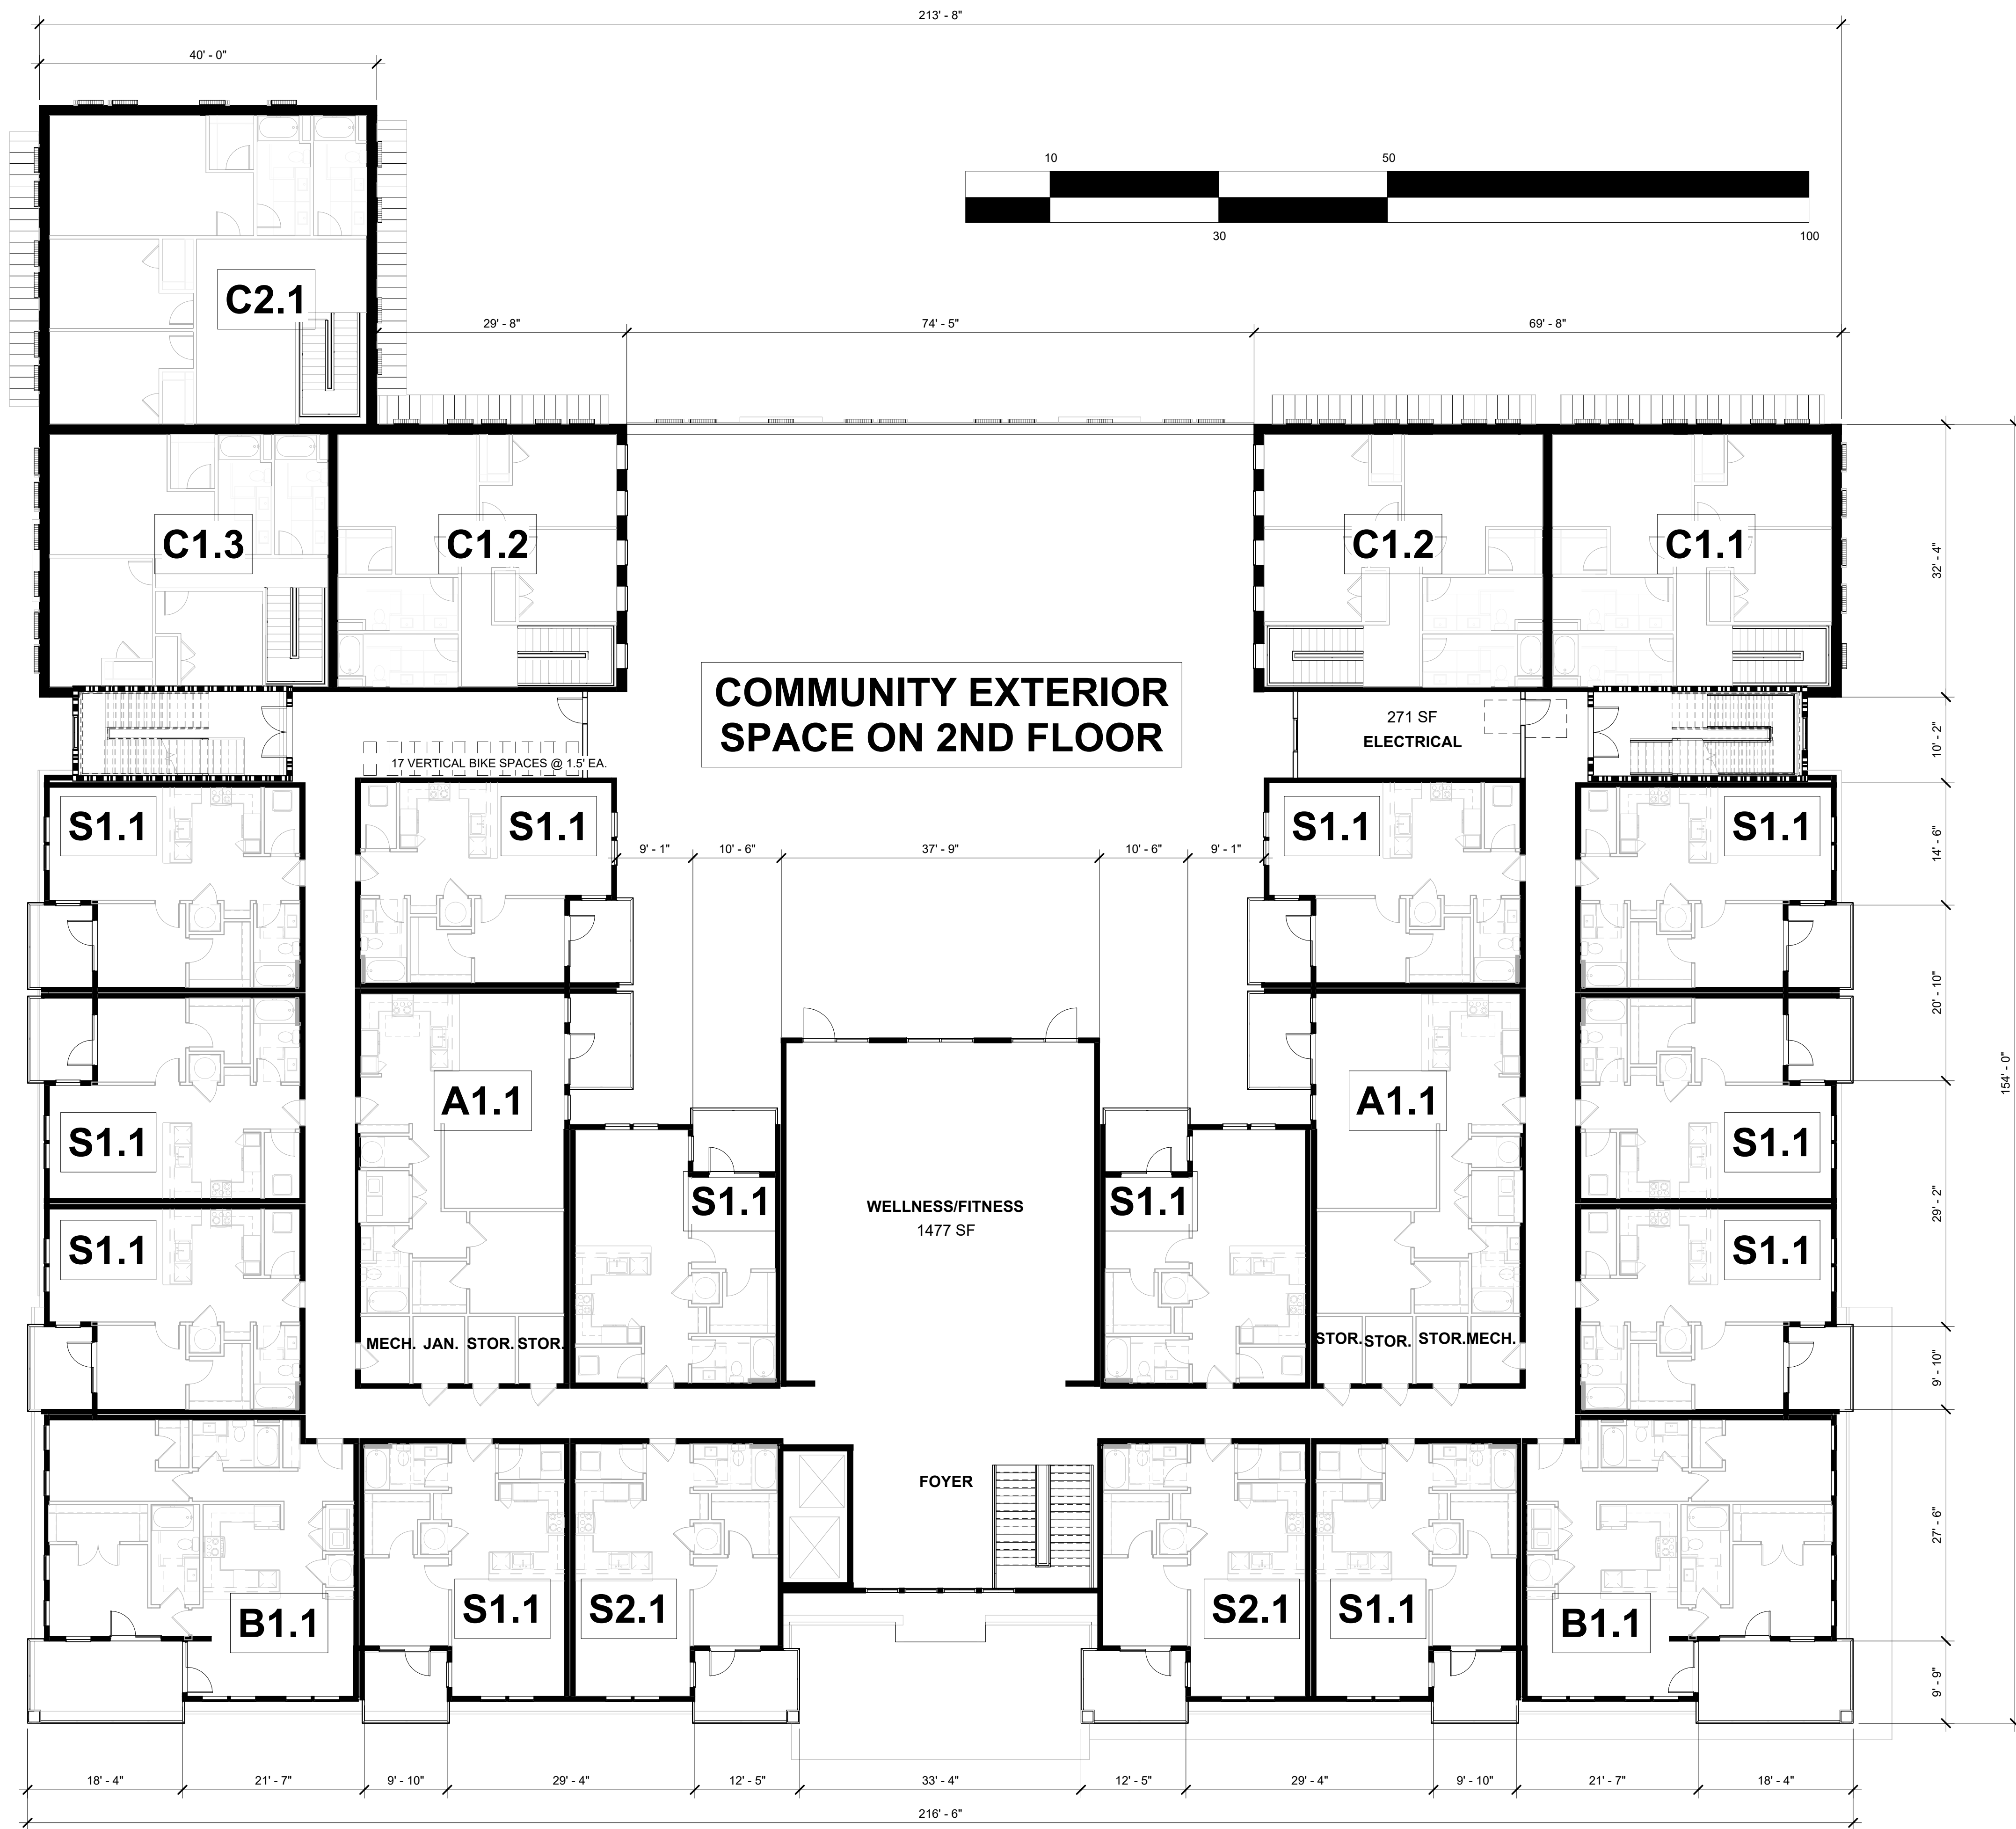 213' - 8"
40' - 0"
10
50
30
100
C2.1
29' - 8"
74' - 5"
69' - 8"
C1.3
C1.2
C1.2
C1.1
32' - 4"
COMMUNITY EXTERIOR
SPACE ON 2ND FLOOR
271 SF
ELECTRICAL
10' - 2"
17 VERTICAL BIKE SPACES @ 1.5' EA.
S1.1
S1.1
S1.1
S1.1
14' - 6"
9' - 1"
10' - 6"
37' - 9"
10' - 6"
9' - 1"
20' - 10"
154' - 0"
A1.1
A1.1
S1.1
S1.1
S1.1
S1.1
29' - 2"
WELLNESS/FITNESS
1477 SF
S1.1
S1.1
MECH.
JAN.
STOR.
STOR.
STOR.
STOR.
STOR.
MECH.
9' - 10"
FOYER
27' - 6"
B1.1
S1.1
S2.1
S2.1
S1.1
B1.1
9' - 9"
18' - 4"
21' - 7"
9' - 10"
29' - 4"
12' - 5"
33' - 4"
12' - 5"
29' - 4"
9' - 10"
21' - 7"
18' - 4"
216' - 6"